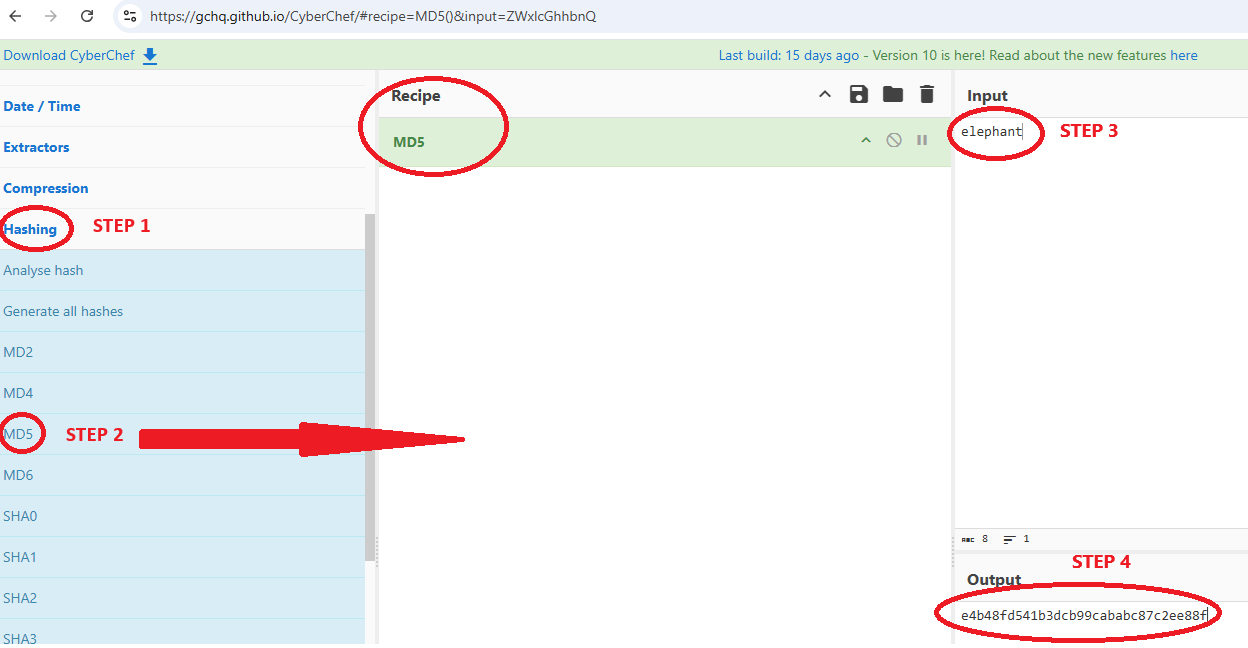 https://gchq.github.io/CyberChef/#recipe=MD5()&input=ZWxlcGhhbnQ
Download CyberChef
Last build: 15 days ago - Version 10 is here! Read about the new features here
Date / Time
Extractors
Compression
Hashing STEP 1
Analyse hash
Generate all hashes
MD2
MD4
MD5 STEP 2
MD6
SHA0
SHA1
SHA2
SHA3
Recipe
MD5
Input
elephant STEP 3
ABC 8 1
STEP 4
Output
e4b48fd541b3dcb99cababc87c2ee88f